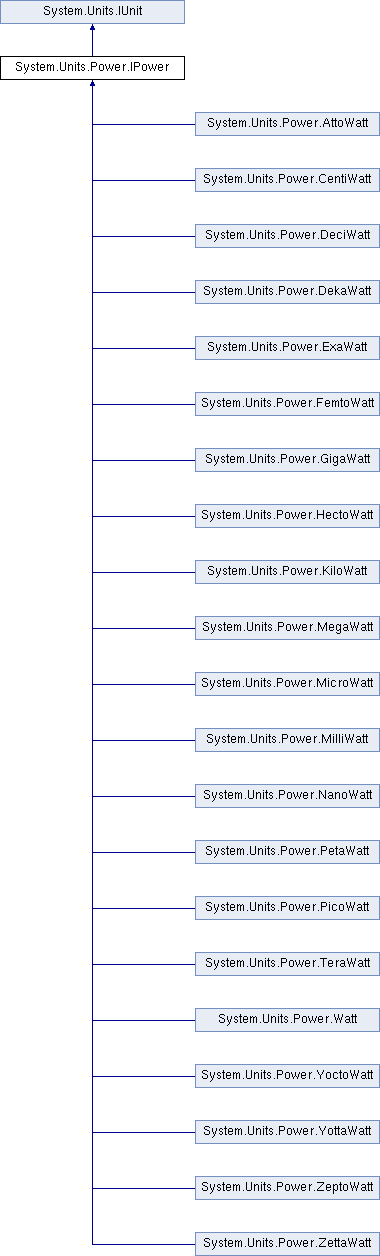 System.Units.IUnit
System.Units.Power.IPower
System.Units.Power.AttoWatt
System.Units.Power.CentiWatt
System.Units.Power.DeciWatt
System.Units.Power.DekaWatt
System.Units.Power.ExaWatt
System.Units.Power.FemtoWatt
System.Units.Power.GigaWatt
System.Units.Power.HectoWatt
System.Units.Power.KiloWatt
System.Units.Power.MegaWatt
System.Units.Power.MicroWatt
System.Units.Power.MilliWatt
System.Units.Power.NanoWatt
System.Units.Power.PetaWatt
System.Units.Power.PicoWatt
System.Units.Power.TeraWatt
System.Units.Power.Watt
System.Units.Power.YoctoWatt
System.Units.Power.YottaWatt
System.Units.Power.ZeptoWatt
System.Units.Power.ZettaWatt